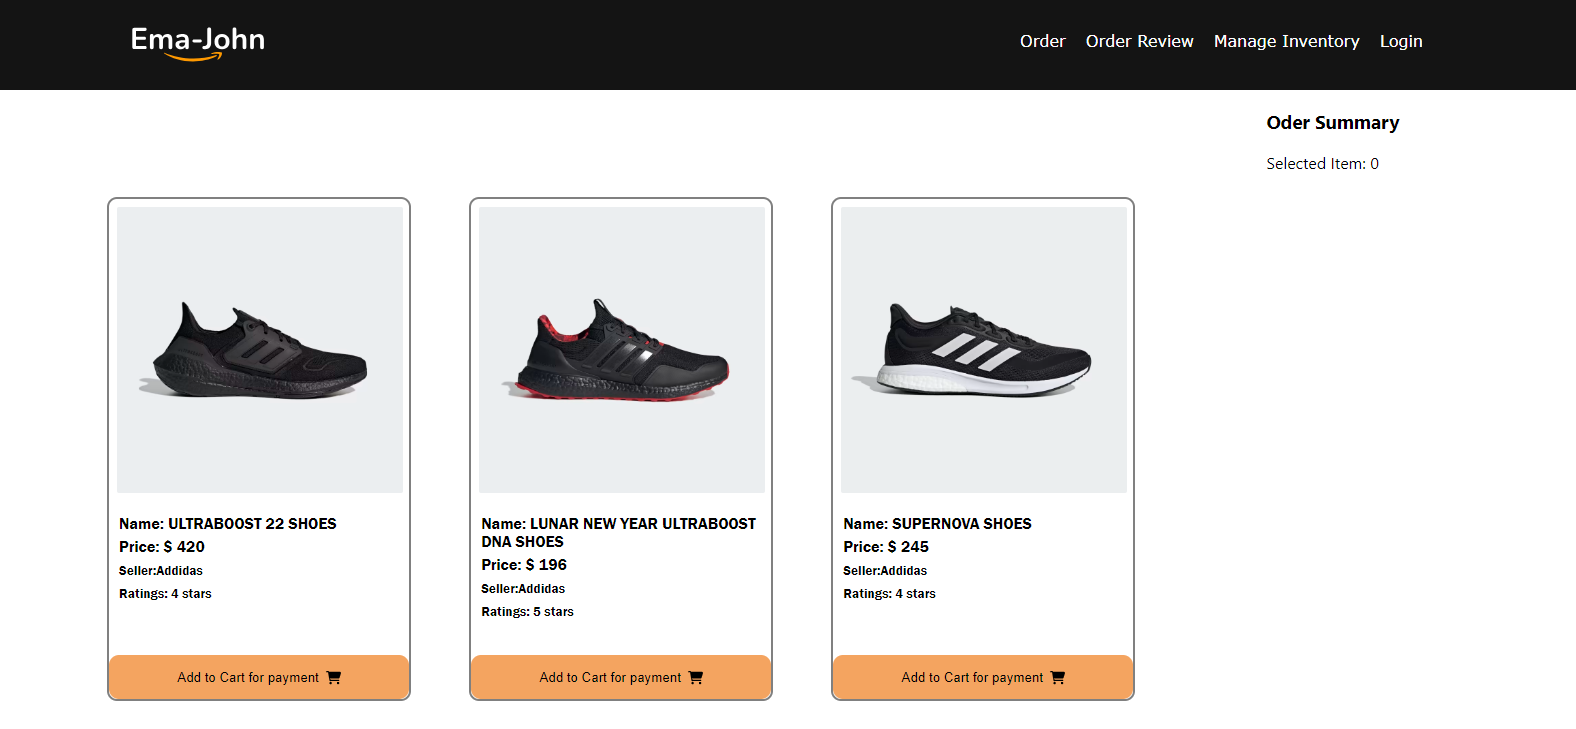 Ema-John
Order Order Review Manage Inventory Login
Oder Summary
Selected Item: 0
Name: ULTRABOOST 22 SHOES
Price: $ 420
Seller:Addidas
Ratings: 4 stars
Add to Cart for payment
Name: LUNAR NEW YEAR ULTRABOOST
DNA SHOES
Price: $ 196
Seller:Addidas
Ratings: 5 stars
Add to Cart for payment
Name: SUPERNOVA SHOES
Price: $ 245
Seller:Addidas
Ratings: 4 stars
Add to Cart for payment